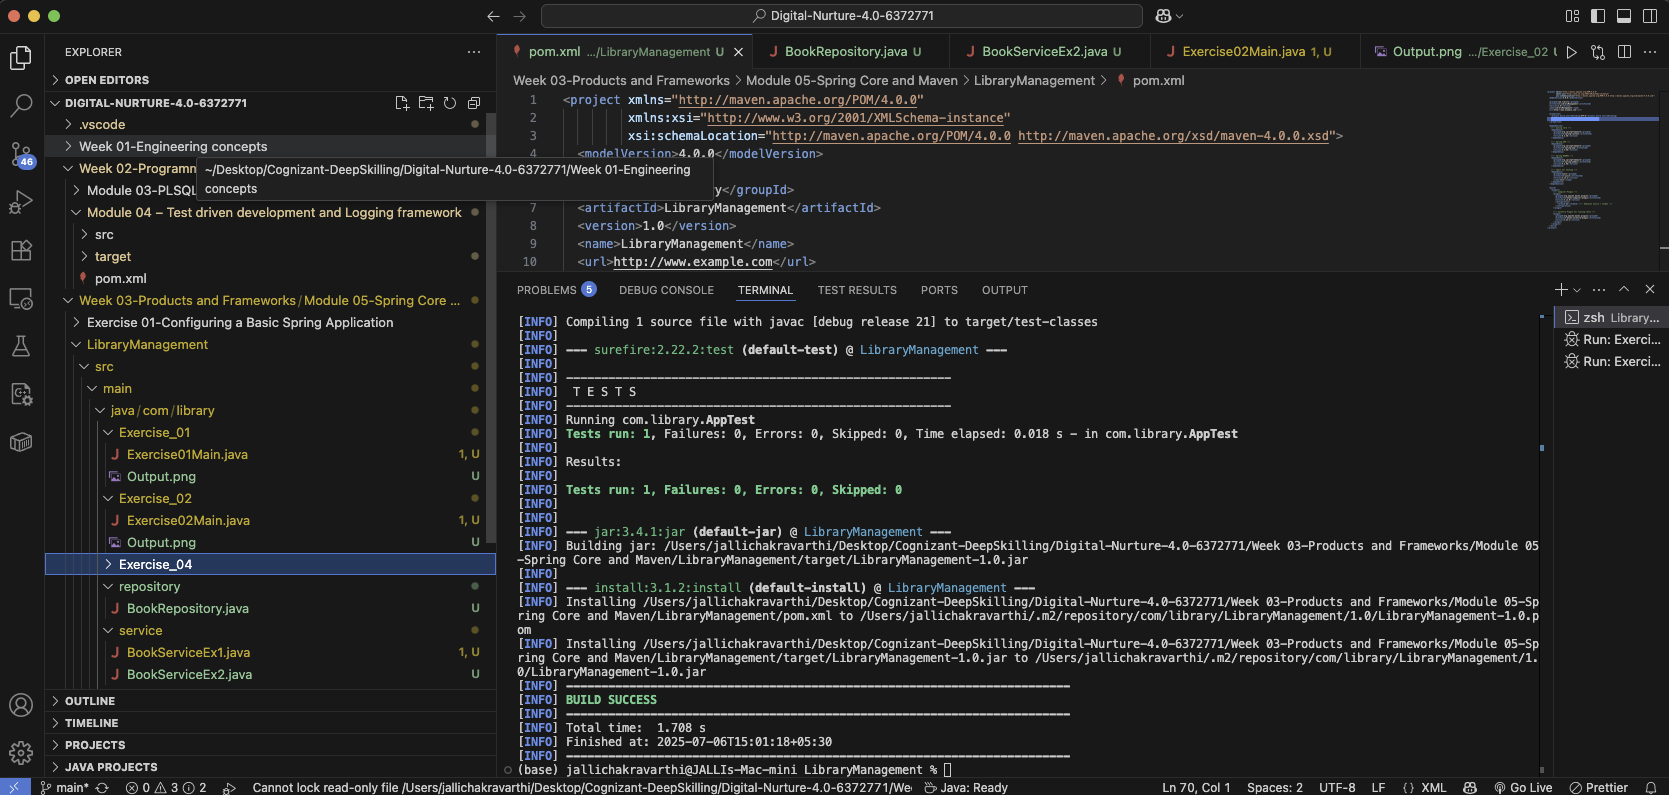 Digital-Nurture-4.0-6372771
EXPLORER
OPEN EDITORS
DIGITAL-NURTURE-4.0-6372771
.vscode
Week 01-Engineering concepts
Week 02-Programn
~/Desktop/Cognizant-DeepSkilling/Digital-Nurture-4.0-6372771/Week 01-Engineering
concepts
Module 03-PLSQL
Module 04 – Test driven development and Logging framework
src
target
pom.xml
Week 03-Products and Frameworks/Module 05-Spring Core ...
Exercise 01-Configuring a Basic Spring Application
LibraryManagement
src
main
java/com/library
Exercise_01
Exercise01Main.java 1, U
Output.png U
Exercise_02
Exercise02Main.java 1, U
Output.png U
Exercise_04
repository
BookRepository.java U
service
BookServiceEx1.java 1, U
BookServiceEx2.java U
OUTLINE
TIMELINE
PROJECTS
JAVA PROJECTS
46
pom.xml .../LibraryManagement U
BookRepository.java U
BookServiceEx2.java U
Exercise02Main.java 1, U
Output.png .../Exercise_02
Week 03-Products and Frameworks > Module 05-Spring Core and Maven > LibraryManagement > pom.xml
1 <project xmlns="http://maven.apache.org/POM/4.0.0"
2 xmlns:xsi="http://www.w3.org/2001/XMLSchema-instance"
3 xsi:schemaLocation="http://maven.apache.org/POM/4.0.0 http://maven.apache.org/xsd/maven-4.0.0.xsd">
4 <modelVersion>4.0.0</modelVersion>
y</groupId>
7 <artifactId>LibraryManagement</artifactId>
8 <version>1.0</version>
9 <name>LibraryManagement</name>
10 <url>http://www.example.com</url>
PROBLEMS 5 DEBUG CONSOLE TERMINAL TEST RESULTS PORTS OUTPUT
[INFO] Compiling 1 source file with javac [debug release 21] to target/test-classes
[INFO]
[INFO] --- surefire:2.22.2:test (default-test) @ LibraryManagement ---
[INFO]
[INFO] -------------------------------------------------------
[INFO]  T E S T S
[INFO] -------------------------------------------------------
[INFO] Running com.library.AppTest
[INFO] Tests run: 1, Failures: 0, Errors: 0, Skipped: 0, Time elapsed: 0.018 s - in com.library.AppTest
[INFO]
[INFO] Results:
[INFO]
[INFO] Tests run: 1, Failures: 0, Errors: 0, Skipped: 0
[INFO]
[INFO]
[INFO] --- jar:3.4.1:jar (default-jar) @ LibraryManagement ---
[INFO] Building jar: /Users/jallichakravarthi/Desktop/Cognizant-DeepSkilling/Digital-Nurture-4.0-6372771/Week 03-Products and Frameworks/Module 05
-Spring Core and Maven/LibraryManagement/target/LibraryManagement-1.0.jar
[INFO]
[INFO] --- install:3.1.2:install (default-install) @ LibraryManagement ---
[INFO] Installing /Users/jallichakravarthi/Desktop/Cognizant-DeepSkilling/Digital-Nurture-4.0-6372771/Week 03-Products and Frameworks/Module 05-Sp
ring Core and Maven/LibraryManagement/pom.xml to /Users/jallichakravarthi/.m2/repository/com/library/LibraryManagement/1.0/LibraryManagement-1.0.p
om
[INFO] Installing /Users/jallichakravarthi/Desktop/Cognizant-DeepSkilling/Digital-Nurture-4.0-6372771/Week 03-Products and Frameworks/Module 05-Sp
ring Core and Maven/LibraryManagement/target/LibraryManagement-1.0.jar to /Users/jallichakravarthi/.m2/repository/com/library/LibraryManagement/1.
0/LibraryManagement-1.0.jar
[INFO] ------------------------------------------------------------------------
[INFO] BUILD SUCCESS
[INFO] ------------------------------------------------------------------------
[INFO] Total time:  1.708 s
[INFO] Finished at: 2025-07-06T15:01:18+05:30
[INFO] ------------------------------------------------------------------------
(base) jallichakravarthi@JALLIs-Mac-mini LibraryManagement %
zsh Library...
Run: Exerci...
Run: Exerci...
main* 0 3 2 Cannot lock read-only file /Users/jallichakravarthi/Desktop/Cognizant-DeepSkilling/Digital-Nurture-4.0-6372771/We Java: Ready Ln 70, Col 1 Spaces: 2 UTF-8 LF {} XML Go Live Prettier